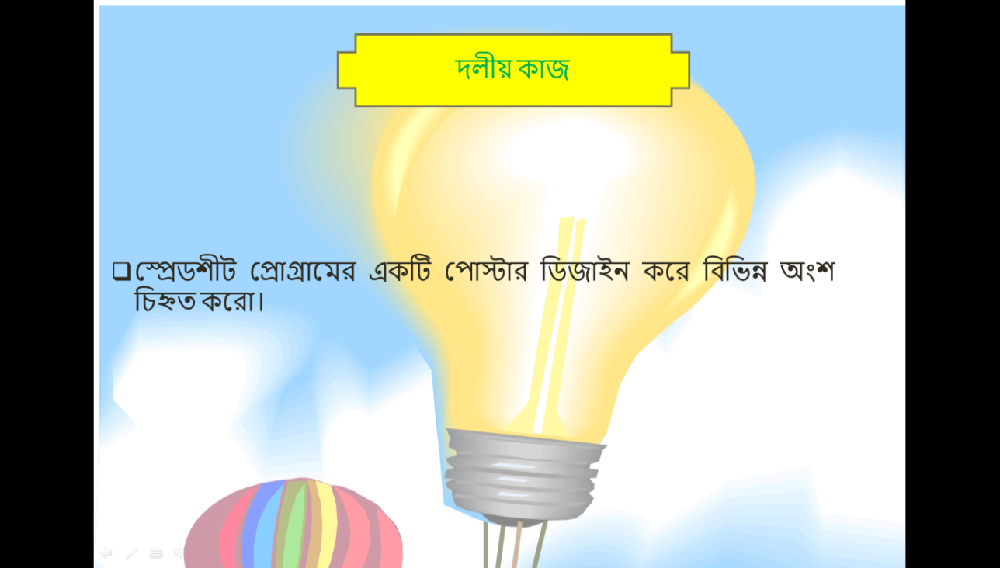 দলীয় কাজ
❑স্প্রেডশীট প্রোগ্রামের একটি পোস্টার ডিজাইন করে বিভিন্ন অংশ
চিহ্নত করো।